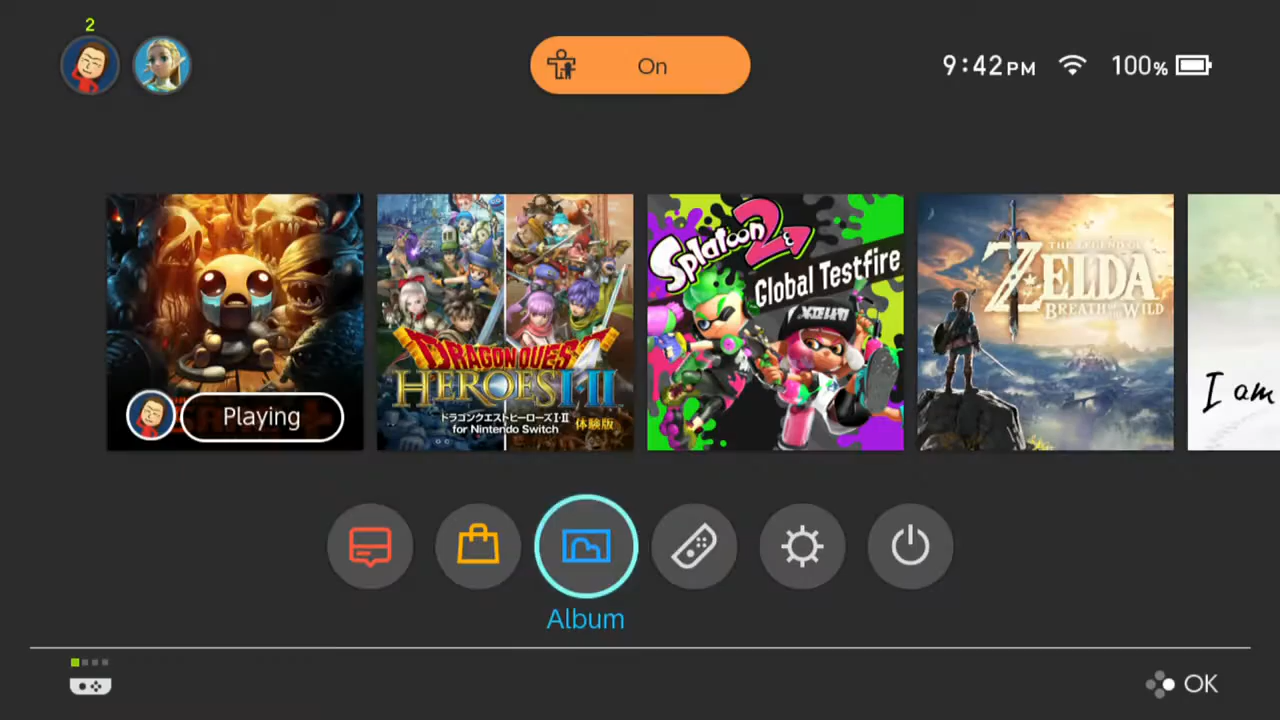 2
On
9:42PM
100%
Playing
DRAGON QUEST
HEROES I·II
ドラゴンクエストヒーローズI·II
for Nintendo Switch
体験版
Splatoon 2
Global Testfire
THE LEGEND OF
ZELDA
BREATH OF THE WILD
I am
Album
OK